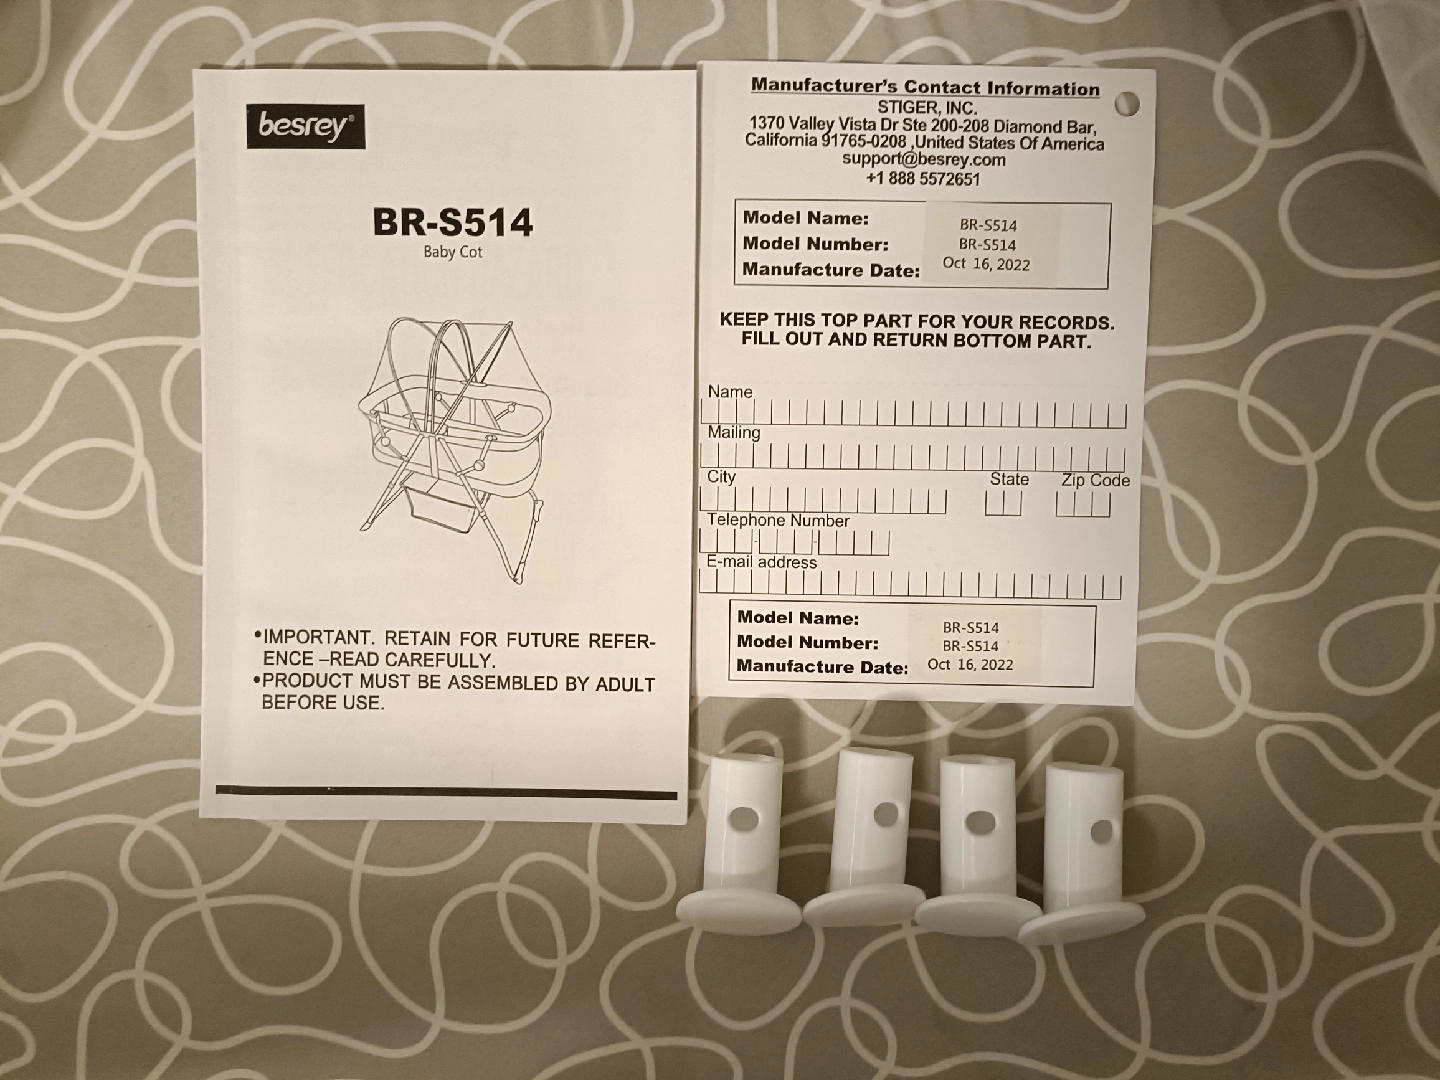 besrey®
BR-S514
Baby Cot
•IMPORTANT. RETAIN FOR FUTURE REFER-
ENCE –READ CAREFULLY.
•PRODUCT MUST BE ASSEMBLED BY ADULT
BEFORE USE.
Manufacturer's Contact Information
STIGER, INC.
1370 Valley Vista Dr Ste 200-208 Diamond Bar,
California 91765-0208 ,United States Of America
support@besrey.com
+1 888 5572651
Model Name: BR-S514
Model Number: BR-S514
Manufacture Date: Oct 16, 2022
KEEP THIS TOP PART FOR YOUR RECORDS.
FILL OUT AND RETURN BOTTOM PART.
Name
Mailing
City State Zip Code
Telephone Number
E-mail address
Model Name: BR-S514
Model Number: BR-S514
Manufacture Date: Oct 16, 2022